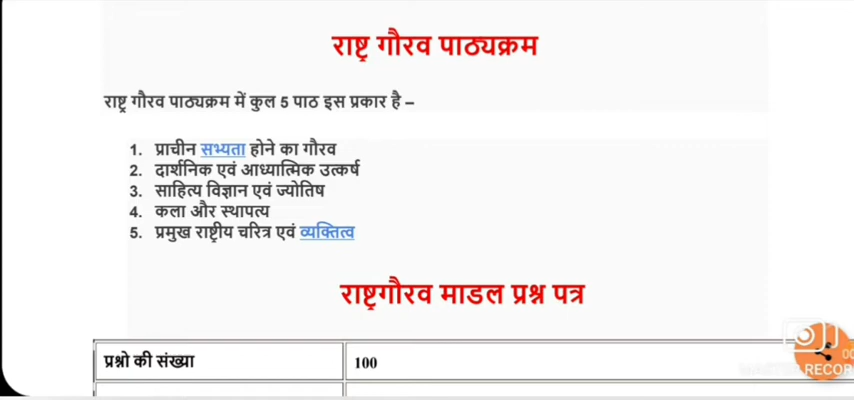 राष्ट्र गौरव पाठ्यक्रम
राष्ट्र गौरव पाठ्यक्रम में कुल 5 पाठ इस प्रकार है –
1. प्राचीन सभ्यता होने का गौरव
2. दार्शनिक एवं आध्यात्मिक उत्कर्ष
3. साहित्य विज्ञान एवं ज्योतिष
4. कला और स्थापत्य
5. प्रमुख राष्ट्रीय चरित्र एवं व्यक्तित्व
राष्ट्रगौरव माडल प्रश्न पत्र
प्रश्नो की संख्या 100